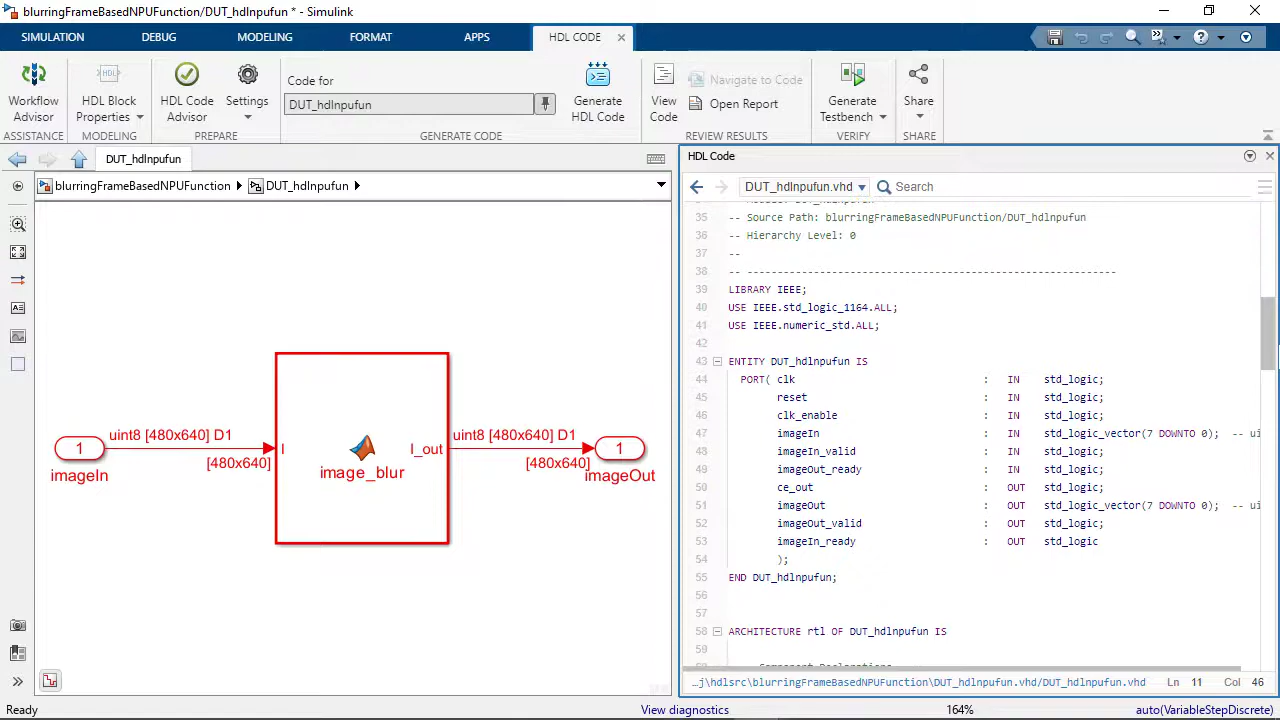 blurringFrameBasedNPUFunction/DUT_hdlnpufun * - Simulink
SIMULATION
DEBUG
MODELING
FORMAT
APPS
HDL CODE
Workflow Advisor
HDL Block Properties
HDL Code Advisor
Settings
Code for
DUT_hdlnpufun
Generate HDL Code
View Code
Navigate to Code
Open Report
Generate Testbench
Share
ASSISTANCE
MODELING
PREPARE
GENERATE CODE
REVIEW RESULTS
VERIFY
SHARE
DUT_hdlnpufun
blurringFrameBasedNPUFunction
DUT_hdlnpufun
1
imageIn
uint8 [480x640] D1
[480x640]
I
image_blur
I_out
uint8 [480x640] D1
[480x640]
1
imageOut
HDL Code
DUT_hdlnpufun.vhd
Search
35 -- Source Path: blurringFrameBasedNPUFunction/DUT_hdlnpufun
36 -- Hierarchy Level: 0
37 --
38 -- -------------------------------------------------------------
39 LIBRARY IEEE;
40 USE IEEE.std_logic_1164.ALL;
41 USE IEEE.numeric_std.ALL;
42
43 ENTITY DUT_hdlnpufun IS
44 PORT( clk : IN std_logic;
45 reset : IN std_logic;
46 clk_enable : IN std_logic;
47 imageIn : IN std_logic_vector(7 DOWNTO 0); -- ui
48 imageIn_valid : IN std_logic;
49 imageOut_ready : IN std_logic;
50 ce_out : OUT std_logic;
51 imageOut : OUT std_logic_vector(7 DOWNTO 0); -- ui
52 imageOut_valid : OUT std_logic;
53 imageIn_ready : OUT std_logic
54 );
55 END DUT_hdlnpufun;
56
57
58 ARCHITECTURE rtl OF DUT_hdlnpufun IS
59
...j\hdlsrc\blurringFrameBasedNPUFunction\DUT_hdlnpufun.vhd/DUT_hdlnpufun.vhd
Ln 11 Col 46
Ready
View diagnostics
164%
auto(VariableStepDiscrete)